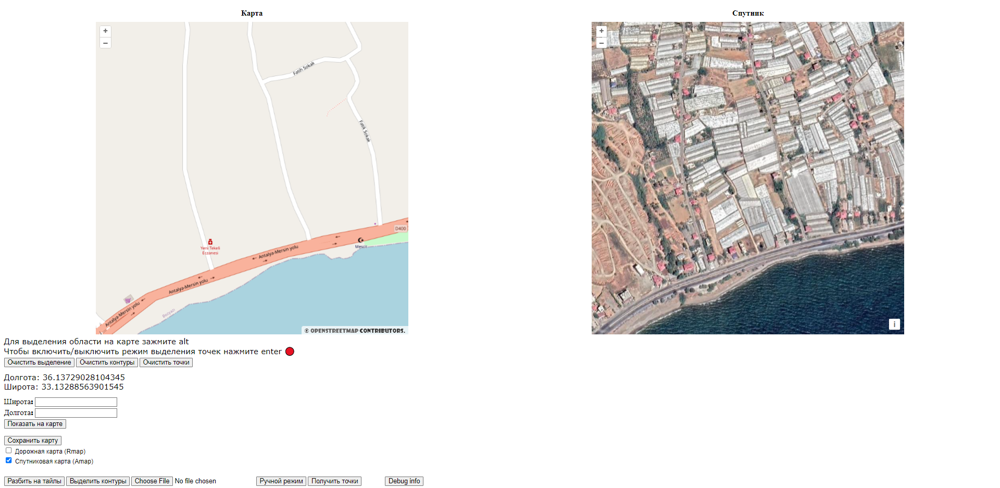 Карта
Спутник
+
−
Fatih Sokak
Fatik Sokak
D400
Yeni Tekeli
Eczanesi
Mescit
Antalya-Mersin yolu
Antalya-Mersin yolu
Antalya-Mersin yolu
Bozyazı
© OPENSTREETMAP CONTRIBUTORS.
+
−
i
Для выделения области на карте зажмите alt
Чтобы включить/выключить режим выделения точек нажмите enter
Очистить выделение Очистить контуры Очистить точки
Долгота: 36.13729028104345
Широта: 33.13288563901545
Широта:
Долгота:
Показать на карте
Сохранить карту
Дорожная карта (Rmap)
Спутниковая карта (Amap)
Разбить на тайлы Выделить контуры Choose File No file chosen Ручной режим Получить точки Debug info